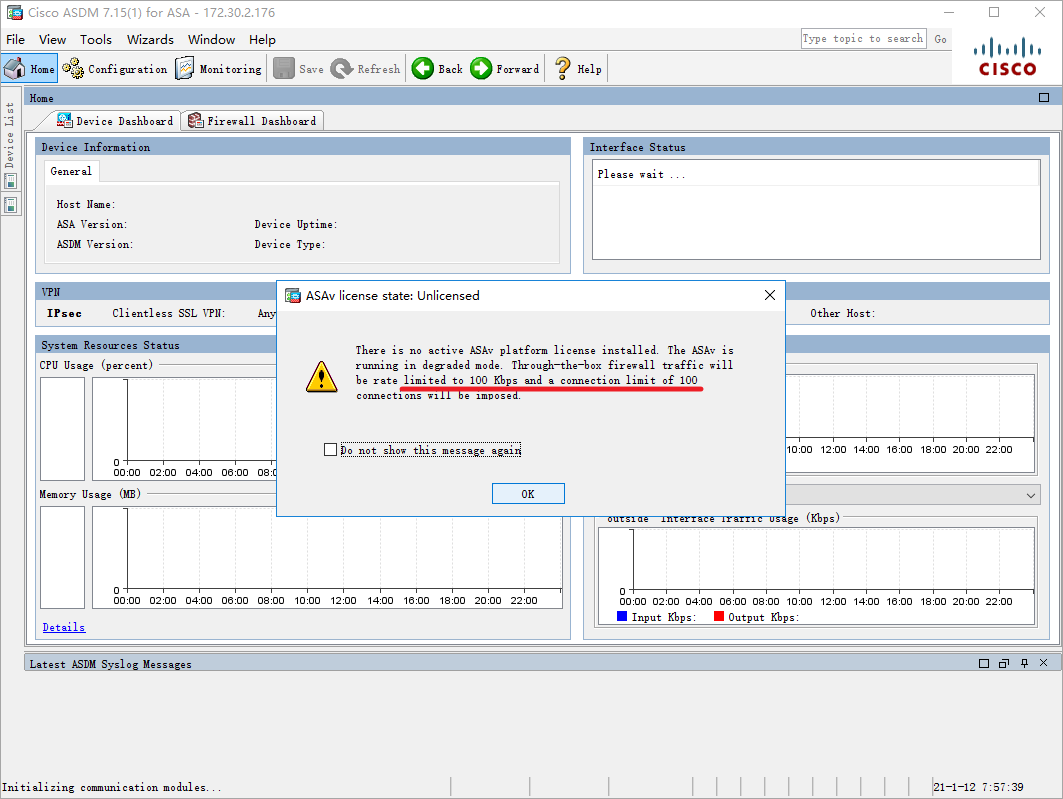 Cisco ASDM 7.15(1) for ASA - 172.30.2.176
File View Tools Wizards Window Help
Type topic to search Go
CISCO
Home Configuration Monitoring Save Refresh Back Forward Help
Device List
Home
Device Dashboard Firewall Dashboard
Device Information
General
Host Name:
ASA Version: Device Uptime:
ASDM Version: Device Type:
Interface Status
Please wait ...
VPN
IPsec Clientless SSL VPN: Any
Other Host:
System Resources Status
CPU Usage (percent)
0
00:00 02:00 04:00 06:00 08:0
10:00 12:00 14:00 16:00 18:00 20:00 22:00
ASAv license state: Unlicensed
There is no active ASAv platform license installed. The ASAv is
running in degraded mode. Through-the-box firewall traffic will
be rate limited to 100 Kbps and a connection limit of 100
connections will be imposed.
Do not show this message again
OK
Memory Usage (MB)
0
00:00 02:00 04:00 06:00 08:00 10:00 12:00 14:00 16:00 18:00 20:00 22:00
Details
'outside' Interface Traffic Usage (Kbps)
0
00:00 02:00 04:00 06:00 08:00 10:00 12:00 14:00 16:00 18:00 20:00 22:00
Input Kbps: Output Kbps:
Latest ASDM Syslog Messages
Initializing communication modules...
21-1-12 7:57:39